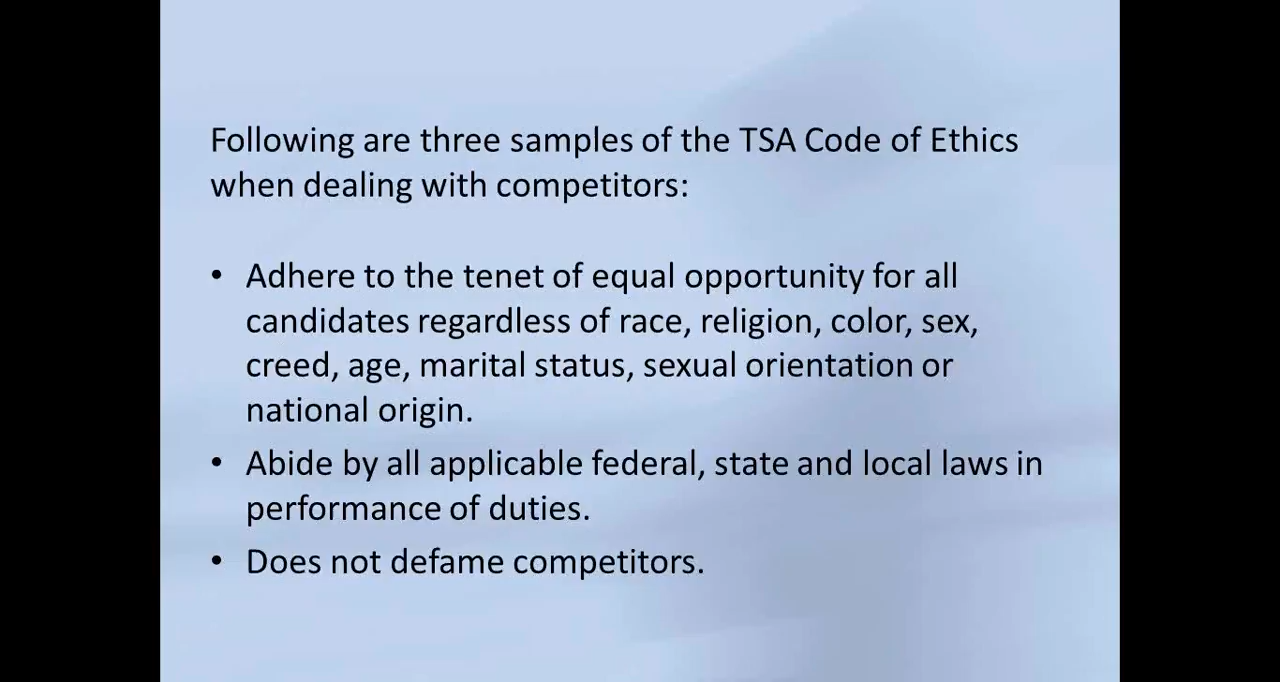 Following are three samples of the TSA Code of Ethics
when dealing with competitors:
• Adhere to the tenet of equal opportunity for all
candidates regardless of race, religion, color, sex,
creed, age, marital status, sexual orientation or
national origin.
• Abide by all applicable federal, state and local laws in
performance of duties.
• Does not defame competitors.